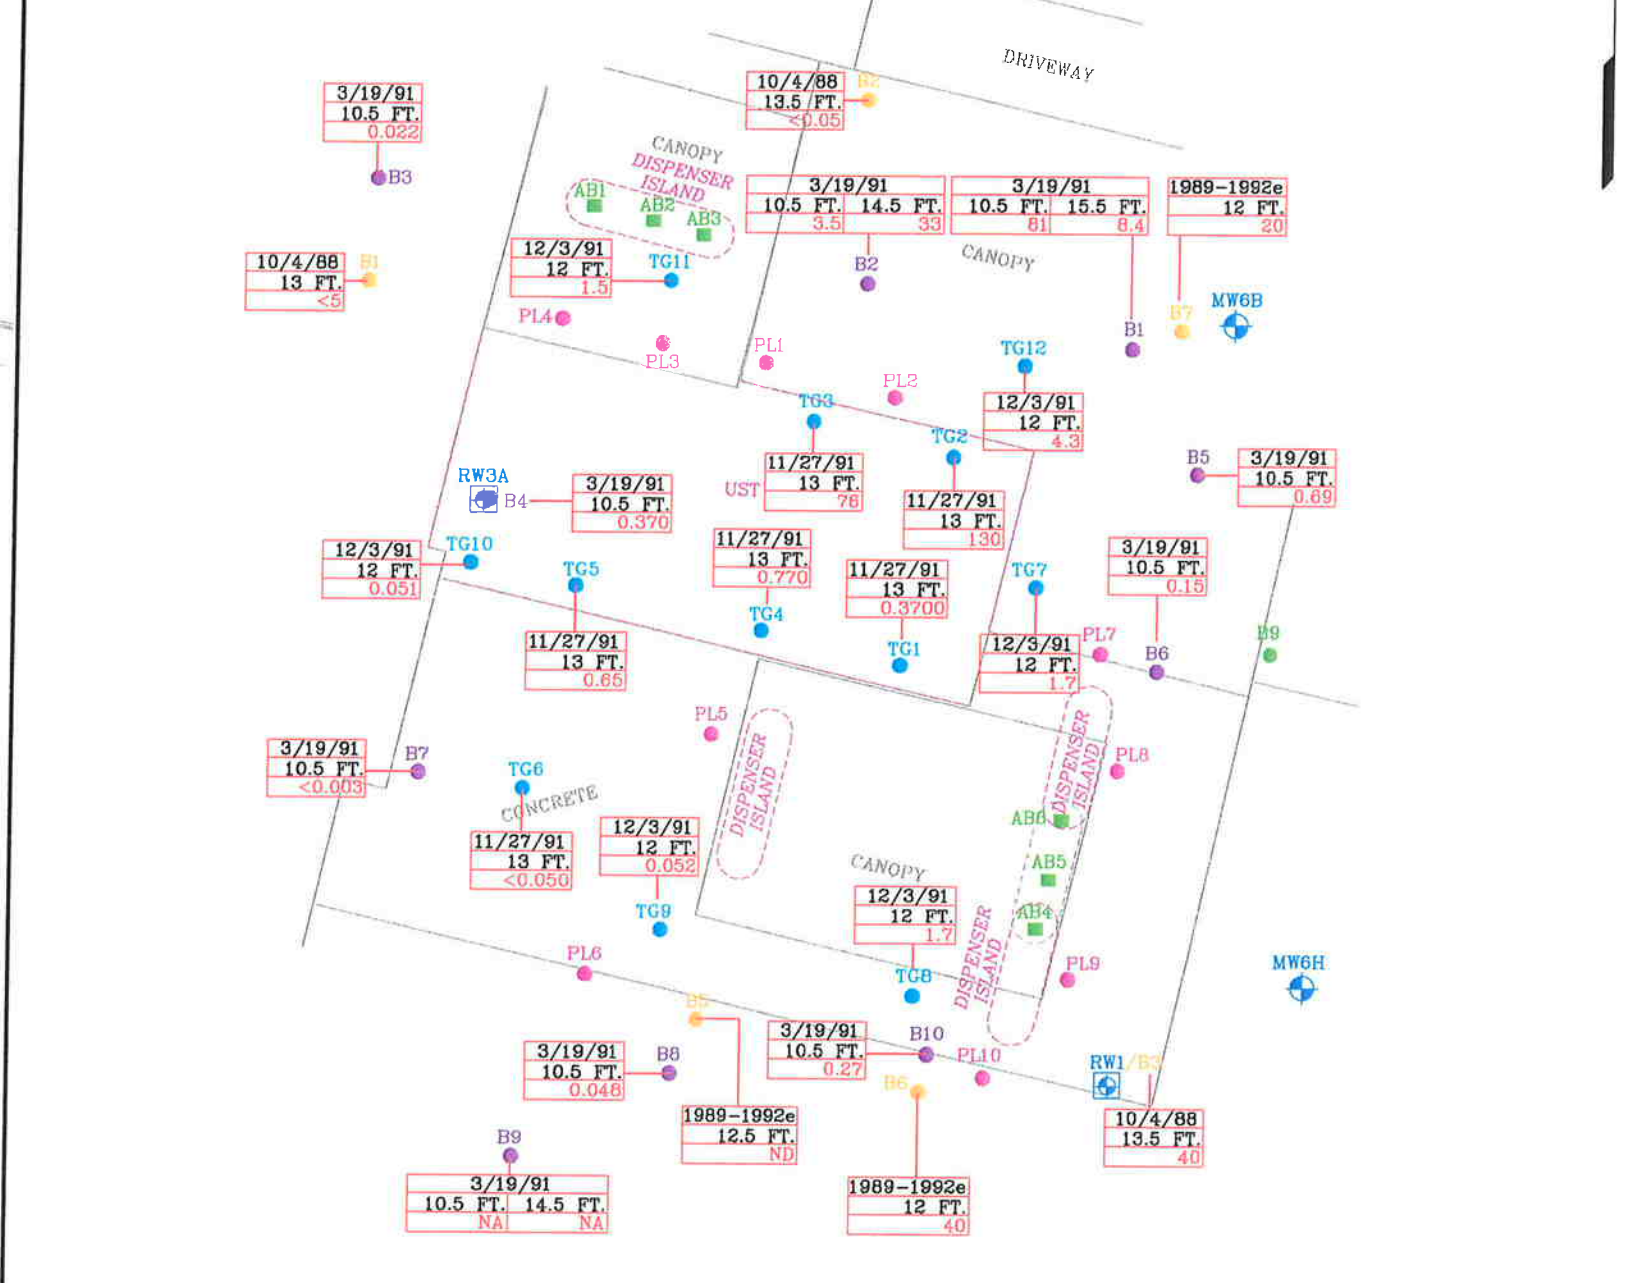 DRIVEWAY
10/4/88
13.5 FT.
<0.05
B2
3/19/91
10.5 FT.
0.022
B3
CANOPY
DISPENSER
ISLAND
AB1
AB2
AB3
3/19/91
10.5 FT. 14.5 FT.
3.5 33
B2
3/19/91
10.5 FT. 15.5 FT.
81 8.4
B1
1989-1992e
12 FT.
20
B7
CANOPY
MW6B
10/4/88
13 FT.
<5
B1
12/3/91
12 FT.
1.5
TG11
PL4
PL3
PL1
PL2
TG12
12/3/91
12 FT.
4.3
TG3
11/27/91
13 FT.
76
UST
TG2
11/27/91
13 FT.
130
B5
3/19/91
10.5 FT.
0.69
RW3A
B4
3/19/91
10.5 FT.
0.370
12/3/91
12 FT.
0.051
TG10
TG5
11/27/91
13 FT.
0.65
11/27/91
13 FT.
0.770
TG4
11/27/91
13 FT.
0.3700
TG1
TG7
12/3/91
12 FT.
1.7
3/19/91
10.5 FT.
0.15
PL7
B6
B9
PL5
DISPENSER
ISLAND
DISPENSER
ISLAND
PL8
3/19/91
10.5 FT.
<0.003
B7
TG6
CONCRETE
11/27/91
13 FT.
<0.050
12/3/91
12 FT.
0.052
TG9
AB6
AB5
AB4
CANOPY
12/3/91
12 FT.
1.7
TG8
DISPENSER
ISLAND
PL9
MW6H
PL6
B5
1989-1992e
12.5 FT.
ND
3/19/91
10.5 FT.
0.048
B8
3/19/91
10.5 FT.
0.27
B10
PL10
B6
1989-1992e
12 FT.
40
RW1/B3
10/4/88
13.5 FT.
40
B9
3/19/91
10.5 FT. 14.5 FT.
NA NA